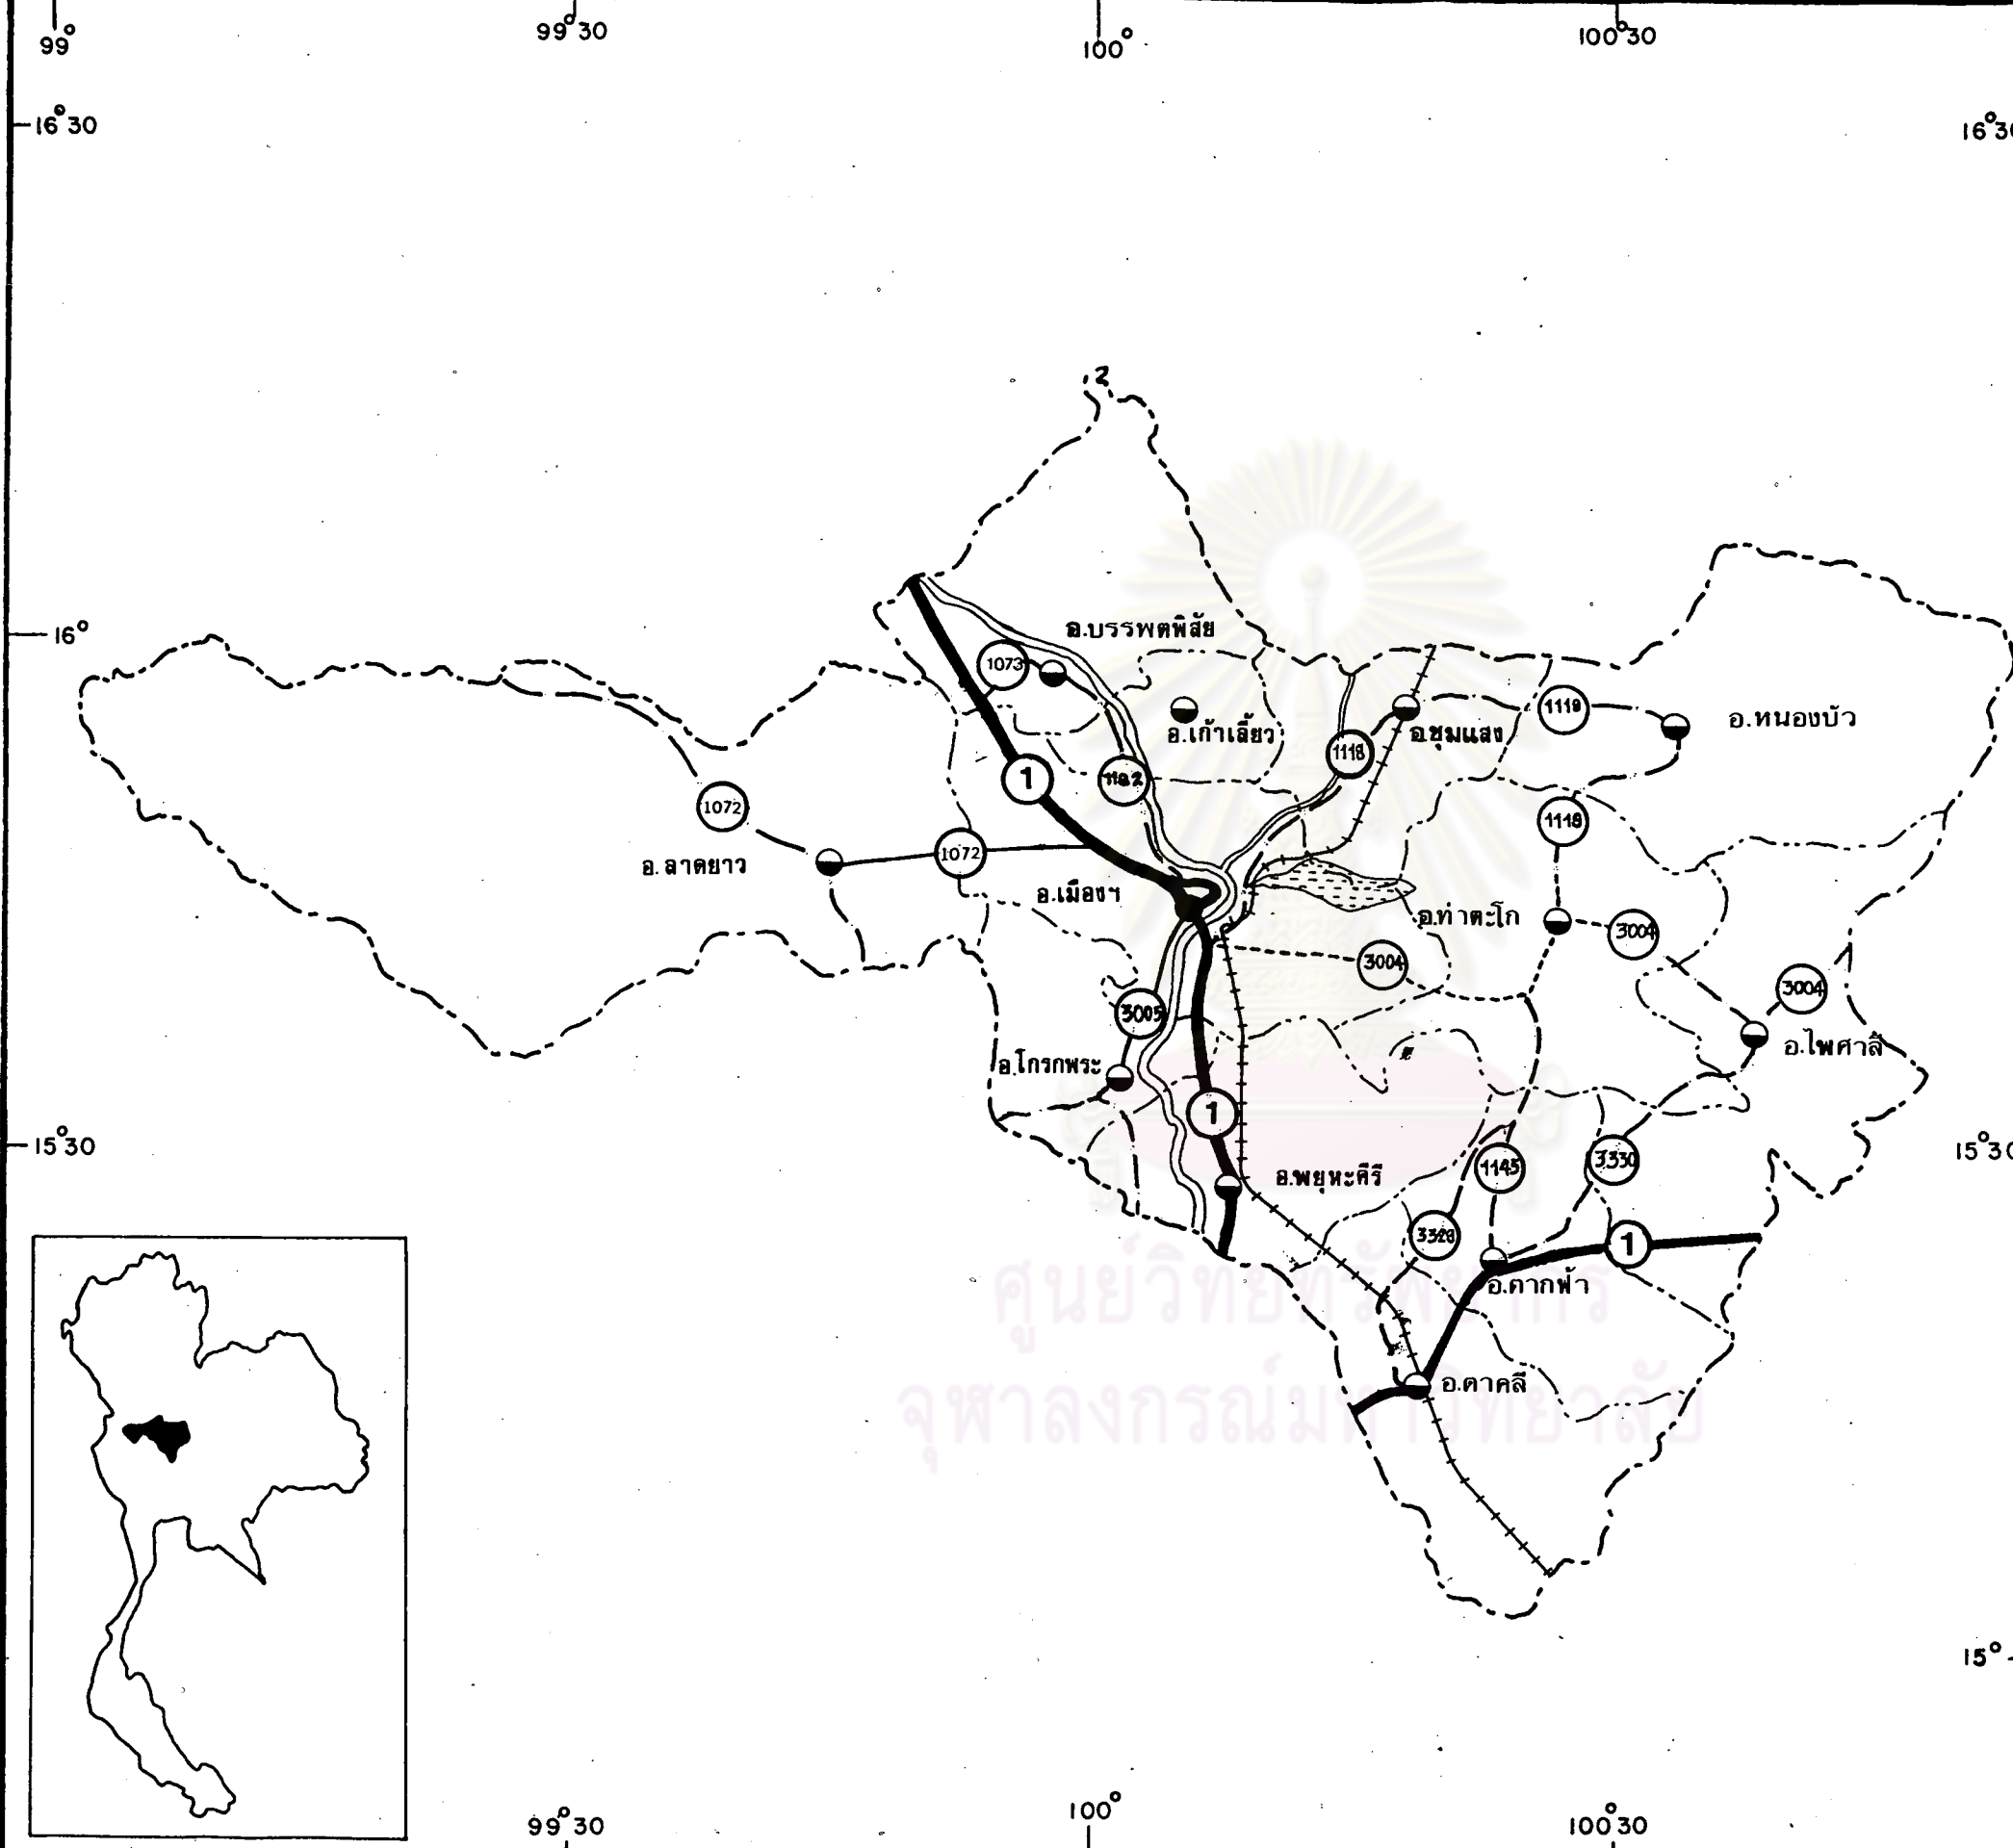 99°
99°30
100°
100°30
16°30
16°30
16°
อ.บรรพตพิสัย
1073
1119
อ.หนองบัว
อ.เก้าเลี้ยว
อ.ชุมแสง
1118
1
1182
1072
1118
อ.ลาดยาว
1072
อ.เมืองฯ
อ.ท่าตะโก
3004
3004
3004
3005
อ.ไพศาลี
อ.โกรกพระ
1
15°30
15°30
1145
3330
อ.พยุหะคีรี
3329
1
อ.ตากฟ้า
ศูนย์วิทยทรัพยากร
อ.ตาคลี
จุฬาลงกรณ์มหาวิทยาลัย
15°
99°30
100°
100°30